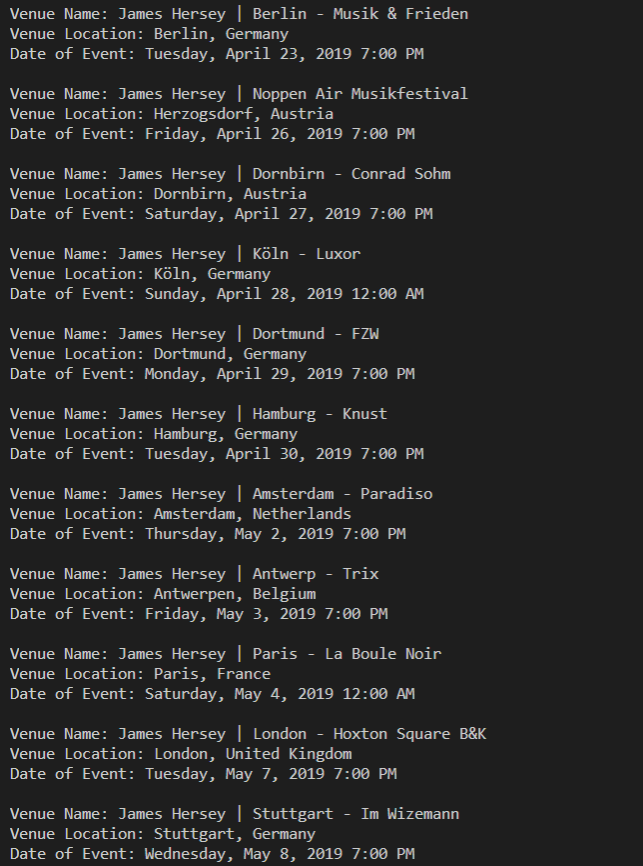 Venue Name: James Hersey | Berlin - Musik & Frieden
Venue Location: Berlin, Germany
Date of Event: Tuesday, April 23, 2019 7:00 PM
Venue Name: James Hersey | Noppen Air Musikfestival
Venue Location: Herzogsdorf, Austria
Date of Event: Friday, April 26, 2019 7:00 PM
Venue Name: James Hersey | Dornbirn - Conrad Sohm
Venue Location: Dornbirn, Austria
Date of Event: Saturday, April 27, 2019 7:00 PM
Venue Name: James Hersey | Köln - Luxor
Venue Location: Köln, Germany
Date of Event: Sunday, April 28, 2019 12:00 AM
Venue Name: James Hersey | Dortmund - FZW
Venue Location: Dortmund, Germany
Date of Event: Monday, April 29, 2019 7:00 PM
Venue Name: James Hersey | Hamburg - Knust
Venue Location: Hamburg, Germany
Date of Event: Tuesday, April 30, 2019 7:00 PM
Venue Name: James Hersey | Amsterdam - Paradiso
Venue Location: Amsterdam, Netherlands
Date of Event: Thursday, May 2, 2019 7:00 PM
Venue Name: James Hersey | Antwerp - Trix
Venue Location: Antwerpen, Belgium
Date of Event: Friday, May 3, 2019 7:00 PM
Venue Name: James Hersey | Paris - La Boule Noir
Venue Location: Paris, France
Date of Event: Saturday, May 4, 2019 12:00 AM
Venue Name: James Hersey | London - Hoxton Square B&K
Venue Location: London, United Kingdom
Date of Event: Tuesday, May 7, 2019 7:00 PM
Venue Name: James Hersey | Stuttgart - Im Wizemann
Venue Location: Stuttgart, Germany
Date of Event: Wednesday, May 8, 2019 7:00 PM